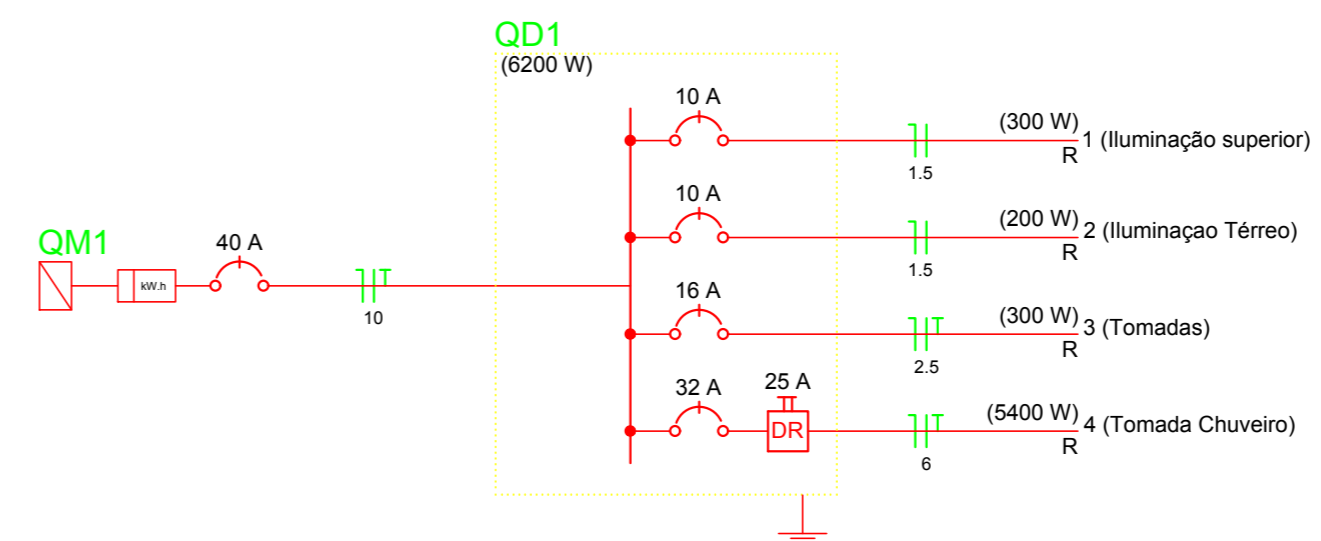 QD1
(6200 W)
10 A
(300 W)
1 (Iluminação superior)
R
1.5
10 A
(200 W)
2 (Iluminaçao Térreo)
R
1.5
QM1
kW.h
40 A
10
16 A
(300 W)
3 (Tomadas)
R
2.5
32 A
25 A
DR
(5400 W)
4 (Tomada Chuveiro)
R
6